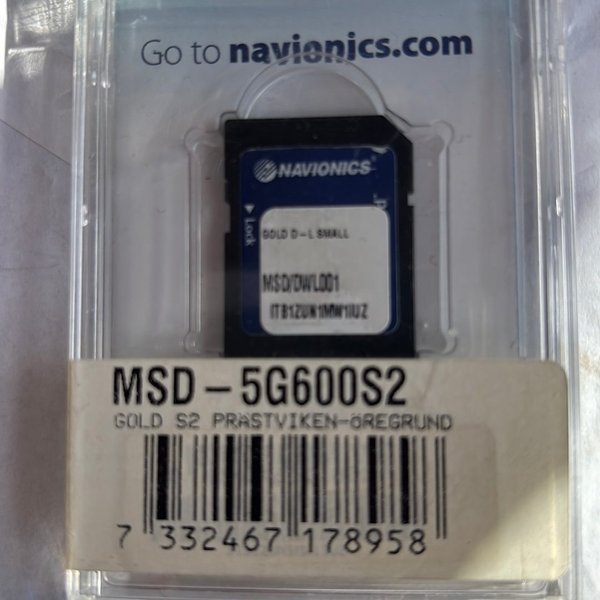 Go to navionics.com
NAVIONICS
Lock
GOLD D-L SMALL
MSD/DWL001
MSD – 5G600S2
GOLD S2 PRÄSTVIKEN-ÖREGRUND
7 332467 178958